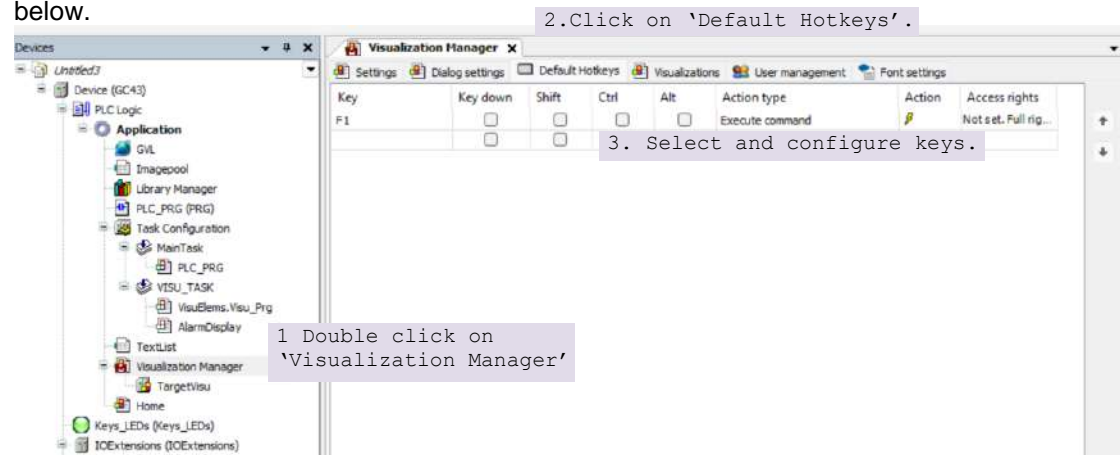 below.
2.Click on ‘Default Hotkeys’.
Devices
Visualization Manager X
Untitled3
Settings Dialog settings Default Hotkeys Visualizations User management Font settings
Device (GC43)
Key Key down Shift Ctrl Alt Action type Action Access rights
PLC Logic
F1 Execute command Not set. Full rig...
Application
3. Select and configure keys.
GVL
Imagepool
Library Manager
PLC_PRG (PRG)
Task Configuration
MainTask
PLC_PRG
VISU_TASK
VisuElems.Visu_Prg
AlarmDisplay
1 Double click on
‘Visualization Manager’
TextList
Visualization Manager
TargetVisu
Home
Keys_LEDs (Keys_LEDs)
IOExtensions (IOExtensions)